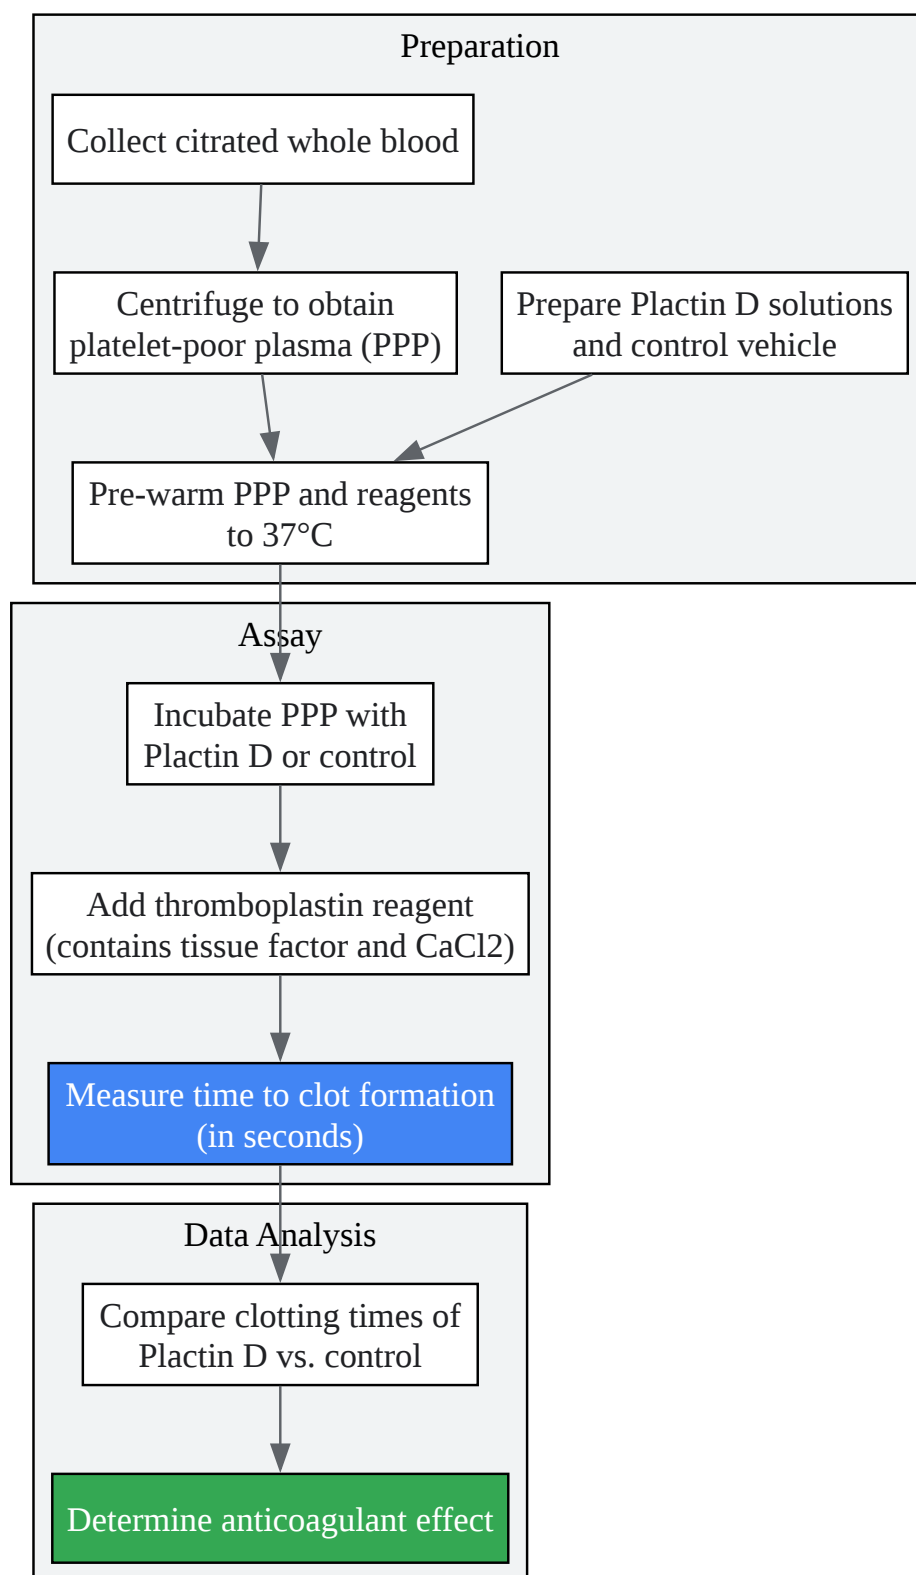 Preparation
Collect citrated whole blood
Centrifuge to obtain
platelet-poor plasma (PPP)
Prepare Plactin D solutions
and control vehicle
Pre-warm PPP and reagents
to 37°C
Assay
Incubate PPP with
Plactin D or control
Add thromboplastin reagent
(contains tissue factor and CaCl2)
Measure time to clot formation
(in seconds)
Data Analysis
Compare clotting times of
Plactin D vs. control
Determine anticoagulant effect